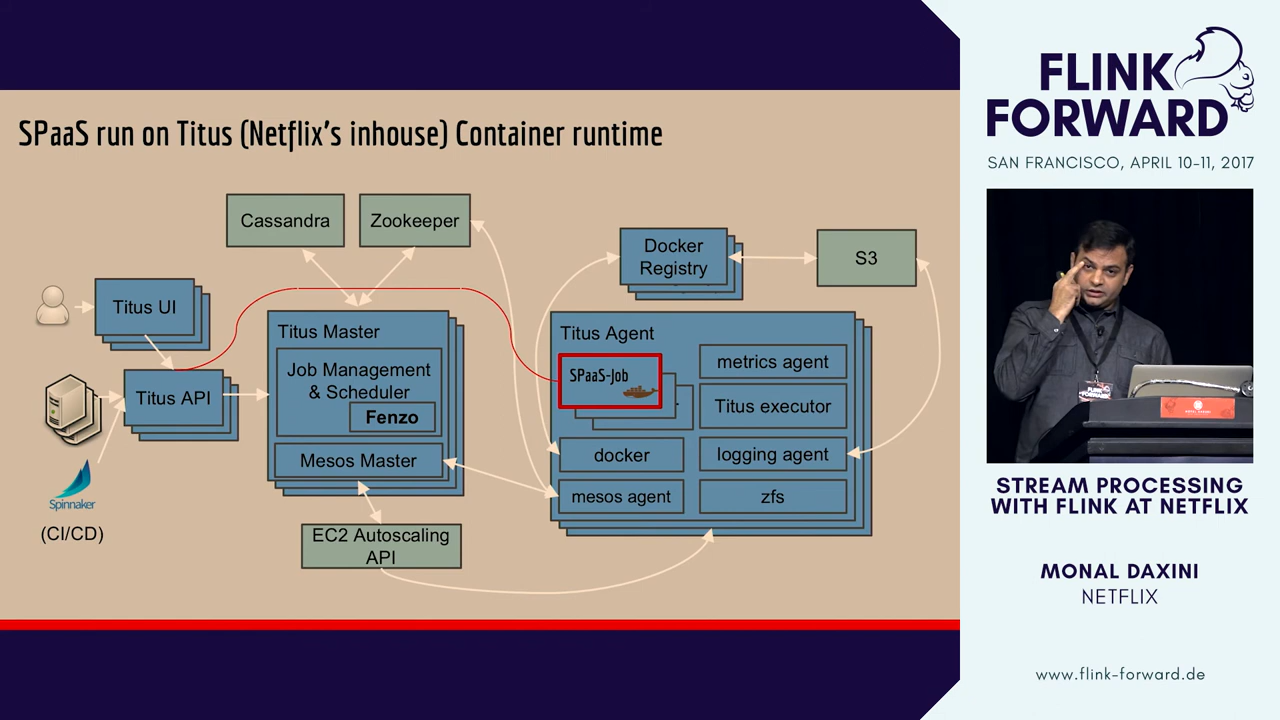 SPaaS run on Titus (Netflix's inhouse) Container runtime
Cassandra
Zookeeper
Docker
Registry
S3
Titus UI
Titus Master
Job Management
& Scheduler
Fenzo
Mesos Master
Titus API
Spinnaker
(CI/CD)
EC2 Autoscaling
API
Titus Agent
SPaaS-Job
metrics agent
Titus executor
docker
logging agent
mesos agent
zfs
FLINK
FORWARD
SAN FRANCISCO, APRIL 10-11, 2017
FLINK
FORWARD
STREAM PROCESSING
WITH FLINK AT NETFLIX
MONAL DAXINI
NETFLIX
www.flink-forward.de